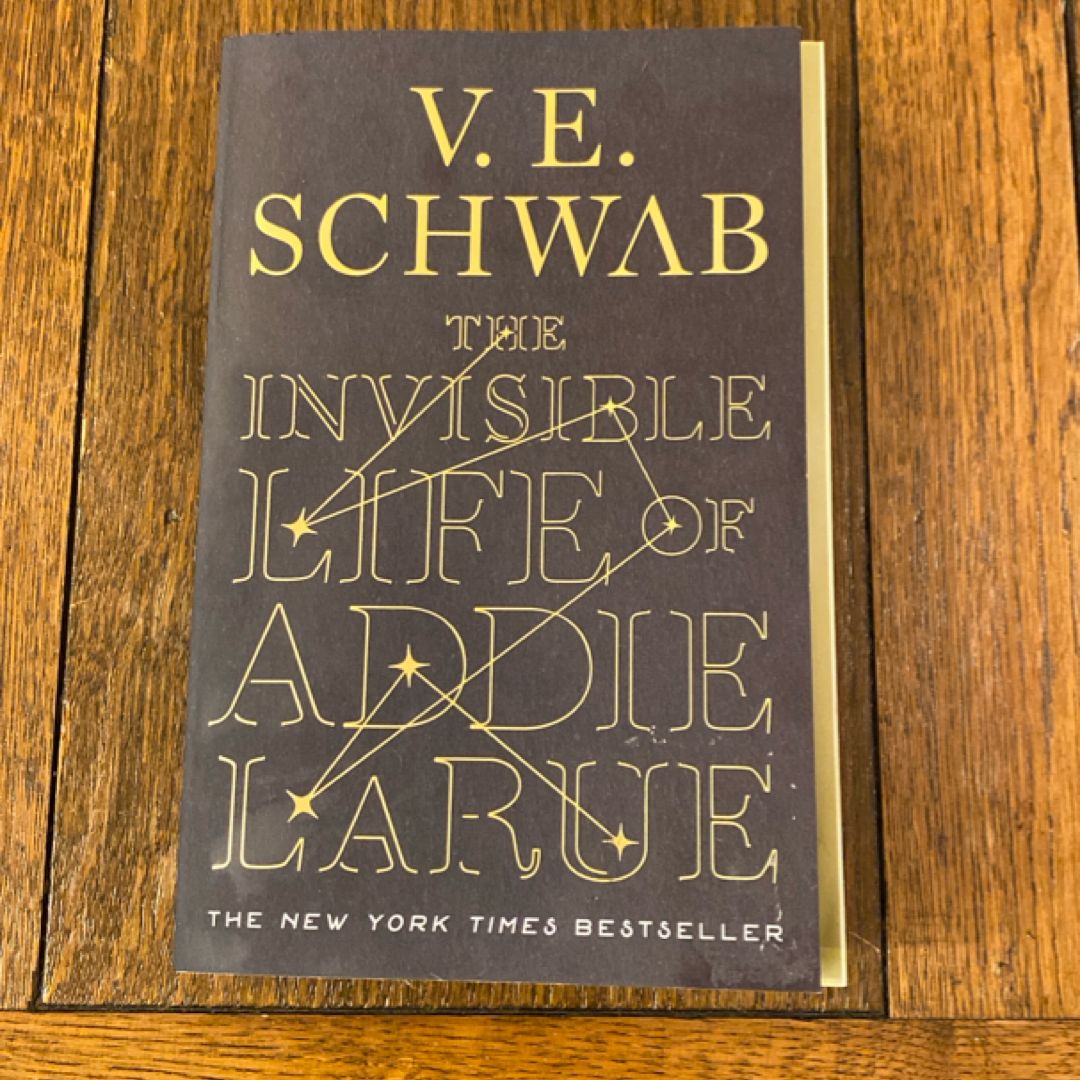 V. E.
SCHWAB
THE
INVISIBLE
LIFE OF
ADDIE
LARUE
THE NEW YORK TIMES BESTSELLER